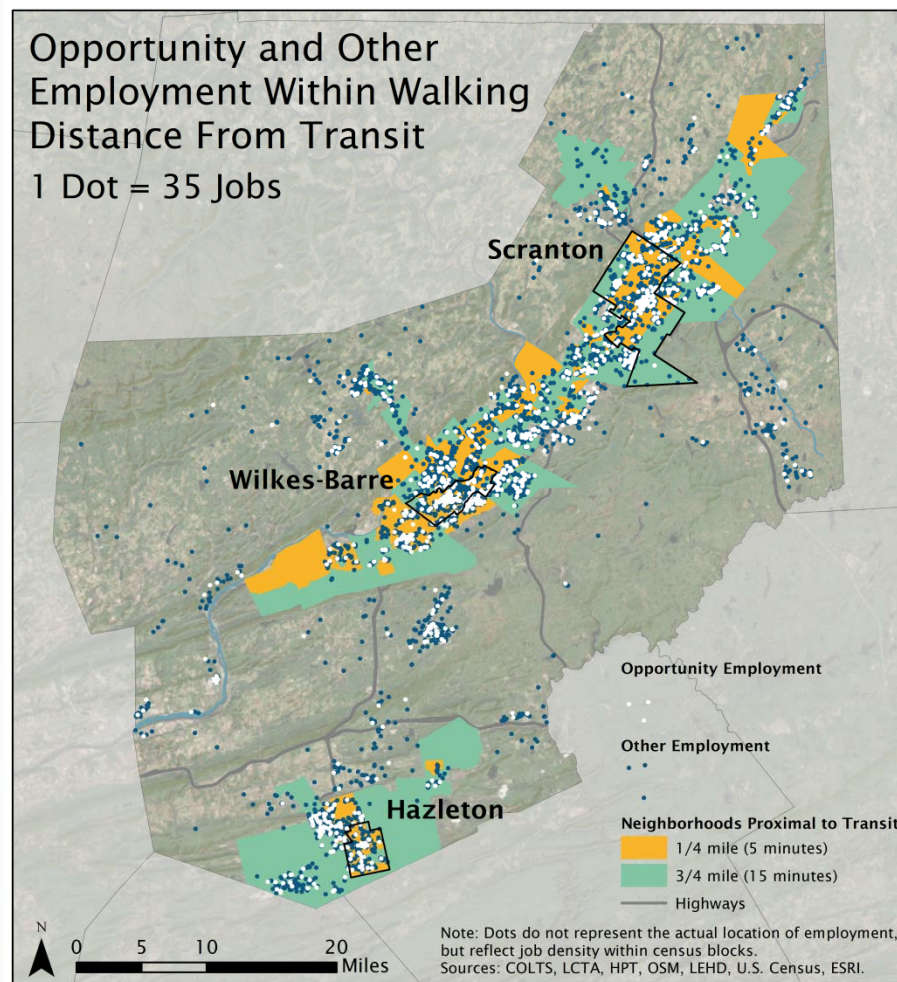 Opportunity and Other
Employment Within Walking
Distance From Transit
1 Dot = 35 Jobs
Scranton
Wilkes-Barre
Hazleton
Opportunity Employment
Other Employment
Neighborhoods Proximal to Transit
1/4 mile (5 minutes)
3/4 mile (15 minutes)
Highways
N
0 5 10 20
Miles
Note: Dots do not represent the actual location of employment,
but reflect job density within census blocks.
Sources: COLTS, LCTA, HPT, OSM, LEHD, U.S. Census, ESRI.